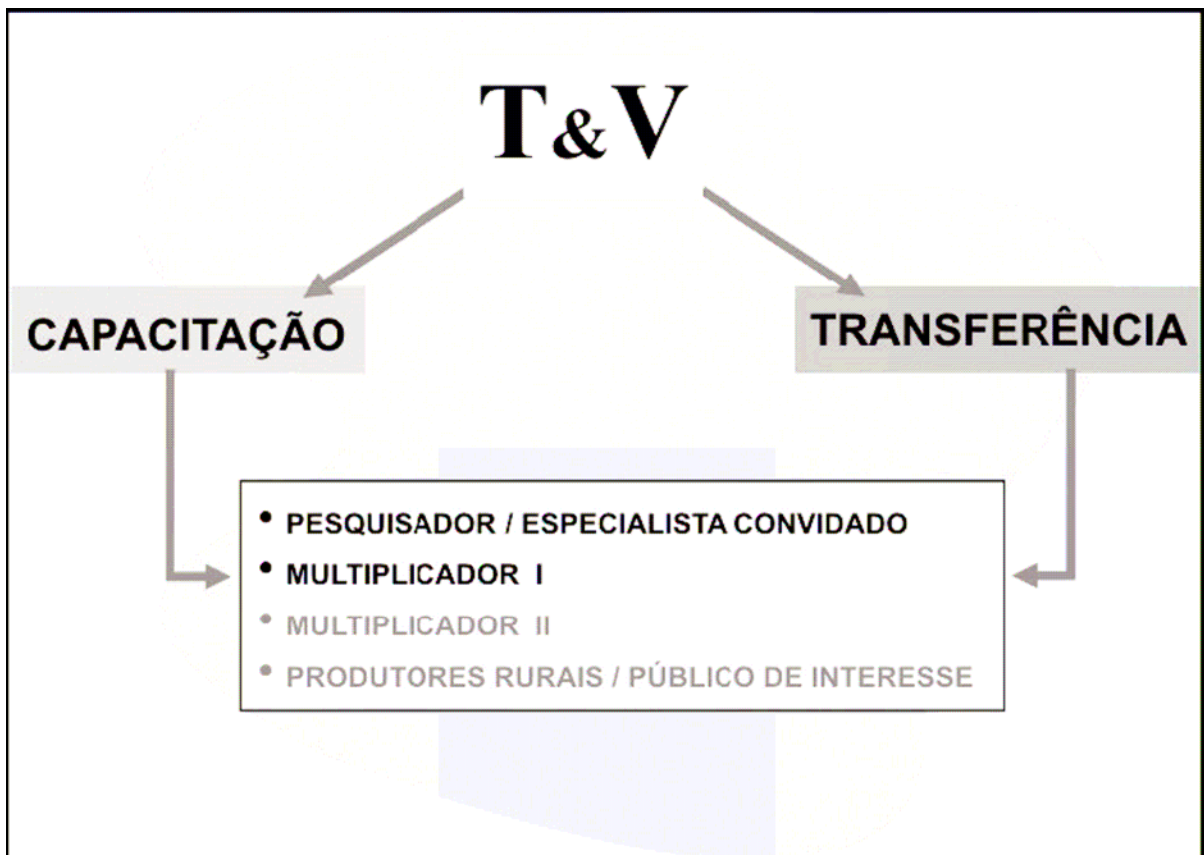 T&V
CAPACITAÇÃO
TRANSFERÊNCIA
• PESQUISADOR / ESPECIALISTA CONVIDADO
• MULTIPLICADOR I
• MULTIPLICADOR II
• PRODUTORES RURAIS / PÚBLICO DE INTERESSE